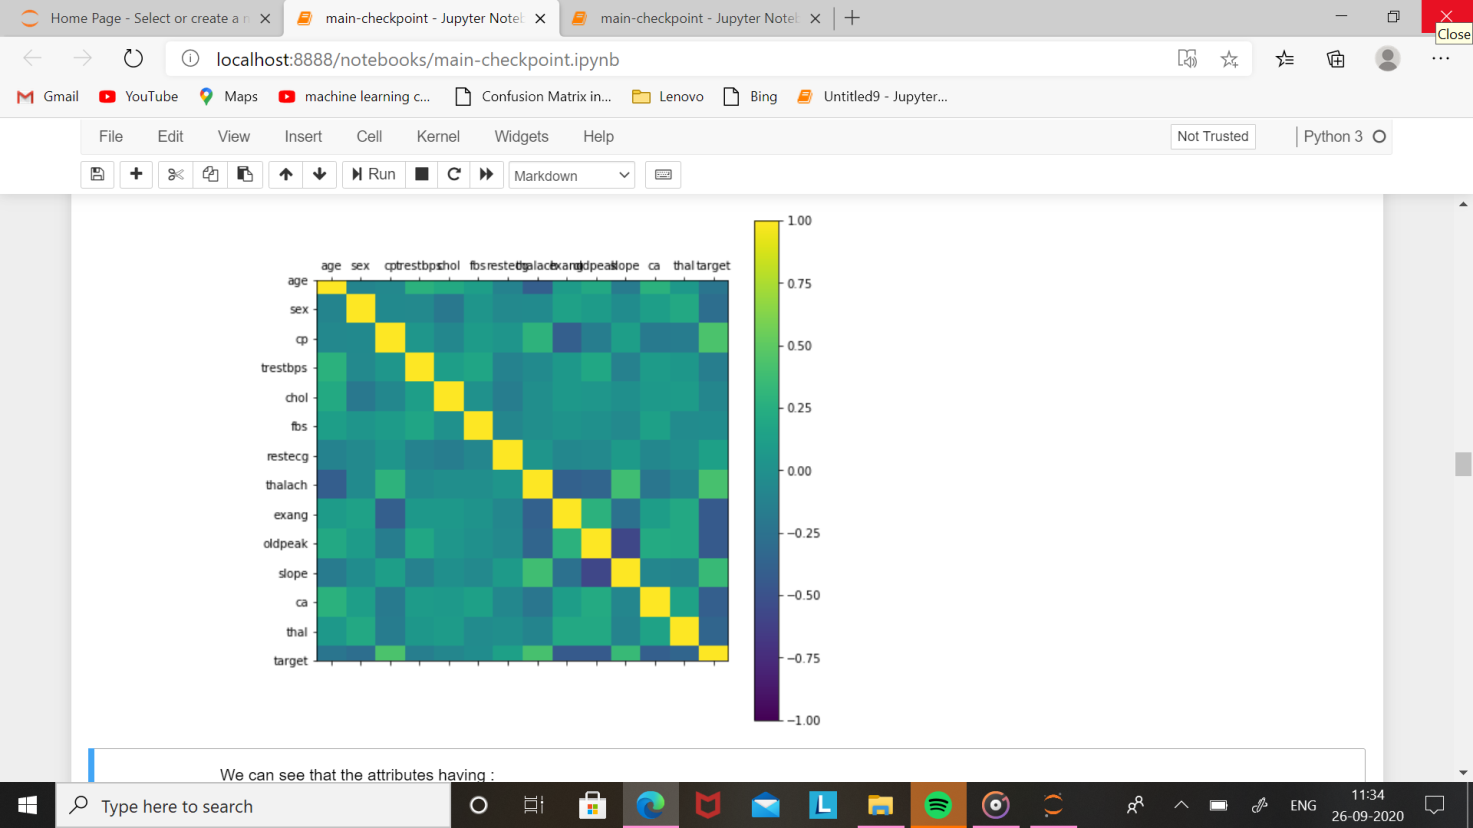 Home Page - Select or create a n
main-checkpoint - Jupyter Noteb
main-checkpoint - Jupyter Noteb
Close
localhost:8888/notebooks/main-checkpoint.ipynb
Gmail YouTube Maps machine learning c... Confusion Matrix in... Lenovo Bing Untitled9 - Jupyter...
File Edit View Insert Cell Kernel Widgets Help Not Trusted Python 3
Run Markdown
age sex cp trestbps chol fbs restecg thalach exang oldpeak slope ca thal target
age
sex
cp
trestbps
chol
fbs
restecg
thalach
exang
oldpeak
slope
ca
thal
target
1.00
0.75
0.50
0.25
0.00
−0.25
−0.50
−0.75
−1.00
We can see that the attributes having :
Type here to search
L
ENG
11:34
26-09-2020